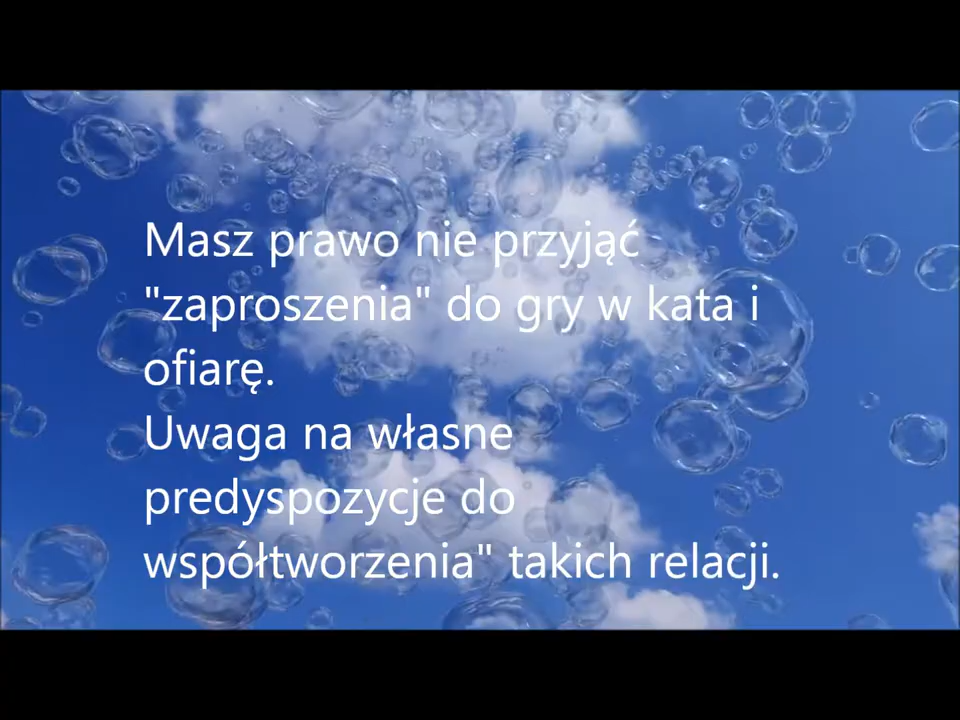 Masz prawo nie przyjąć
"zaproszenia" do gry w kata i
ofiarę.
Uwaga na własne
predyspozycje do
współtworzenia" takich relacji.